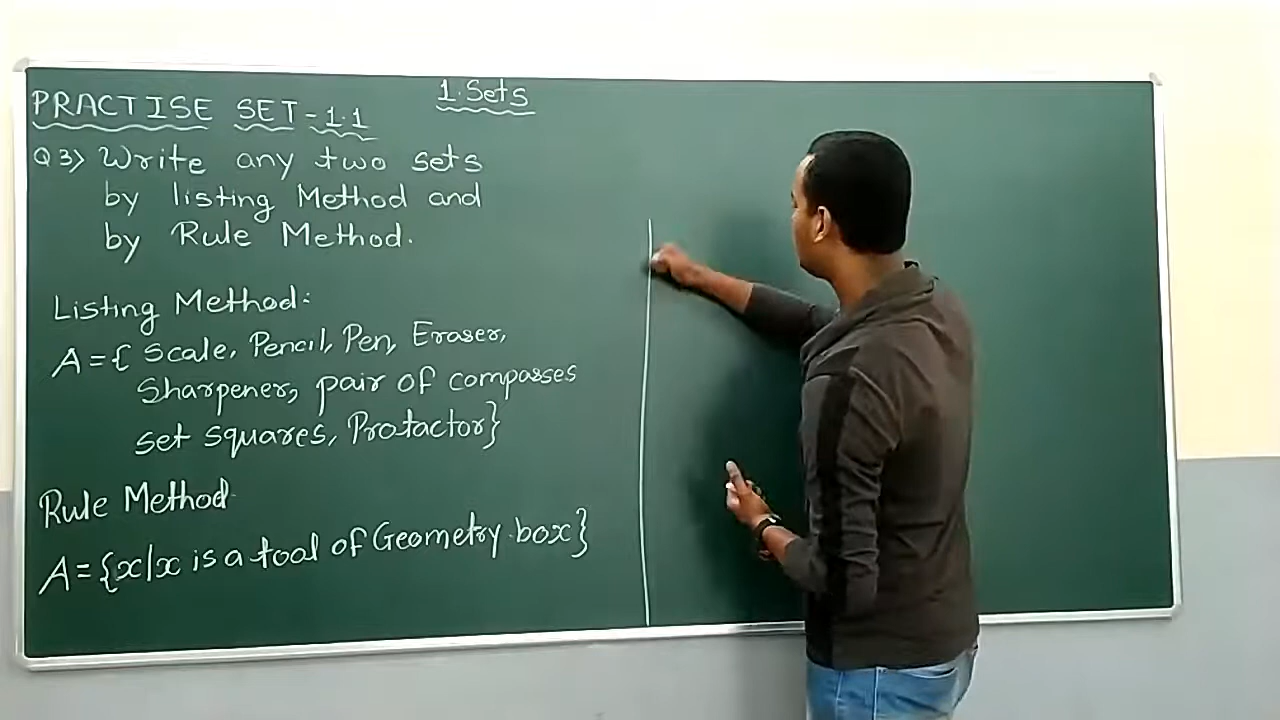 1. Sets
PRACTISE SET-1.1
Q 3) Write any two sets
by listing Method and
by Rule Method.
Listing Method:
A={ Scale, Pencil, Pen, Eraser,
Sharpener, pair of compasses
set squares, Protactor}
Rule Method
A={x/x is a tool of Geometry box}